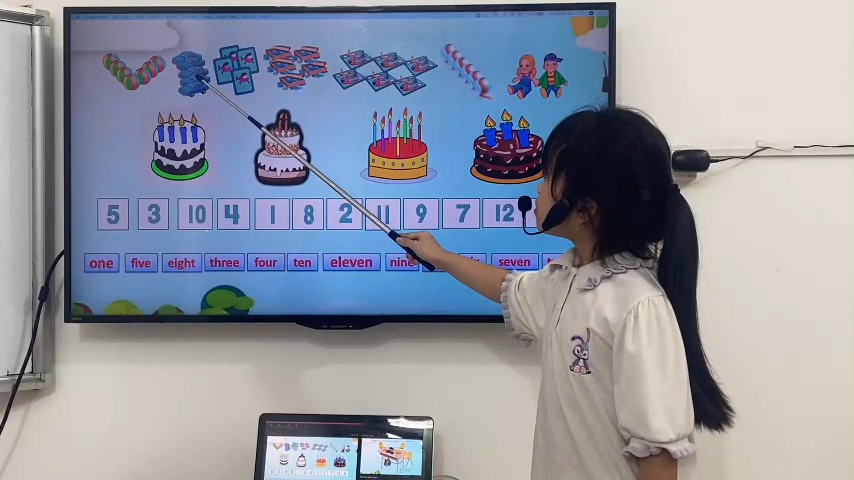 5 3 10 4 1 8 2 11 9 7 12
one five eight three four ten eleven nine seven